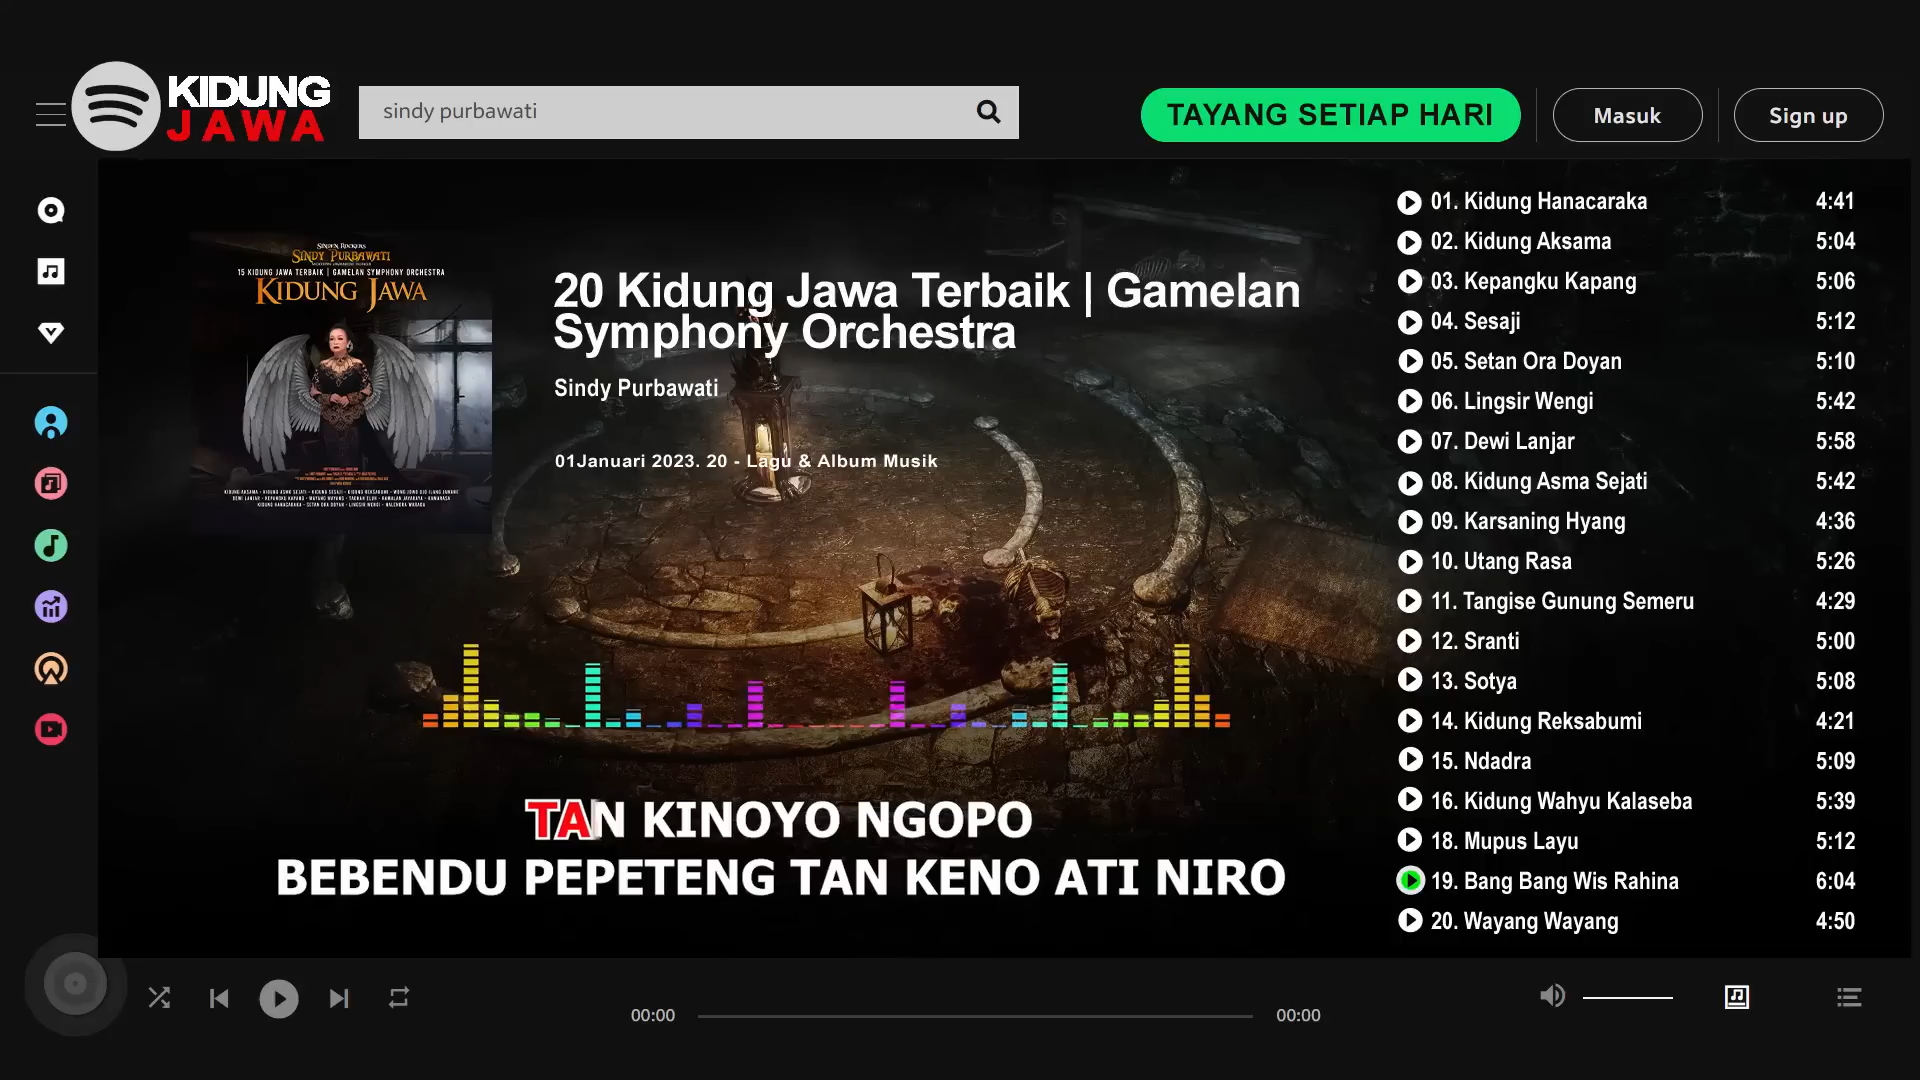 KIDUNG
JAWA
sindy purbawati
TAYANG SETIAP HARI
Masuk
Sign up
SINDEN ROCKERS
SINDY PURBAWATI
15 KIDUNG JAWA TERBAIK | GAMELAN SYMPHONY ORCHESTRA
KIDUNG JAWA
20 Kidung Jawa Terbaik | Gamelan
Symphony Orchestra
Sindy Purbawati
01Januari 2023. 20 - Lagu & Album Musik
01. Kidung Hanacaraka 4:41
02. Kidung Aksama 5:04
03. Kepangku Kapang 5:06
04. Sesaji 5:12
05. Setan Ora Doyan 5:10
06. Lingsir Wengi 5:42
07. Dewi Lanjar 5:58
08. Kidung Asma Sejati 5:42
09. Karsaning Hyang 4:36
10. Utang Rasa 5:26
11. Tangise Gunung Semeru 4:29
12. Sranti 5:00
13. Sotya 5:08
14. Kidung Reksabumi 4:21
15. Ndadra 5:09
16. Kidung Wahyu Kalaseba 5:39
18. Mupus Layu 5:12
19. Bang Bang Wis Rahina 6:04
20. Wayang Wayang 4:50
TAN KINOYO NGOPO
BEBENDU PEPETENG TAN KENO ATI NIRO
00:00
00:00